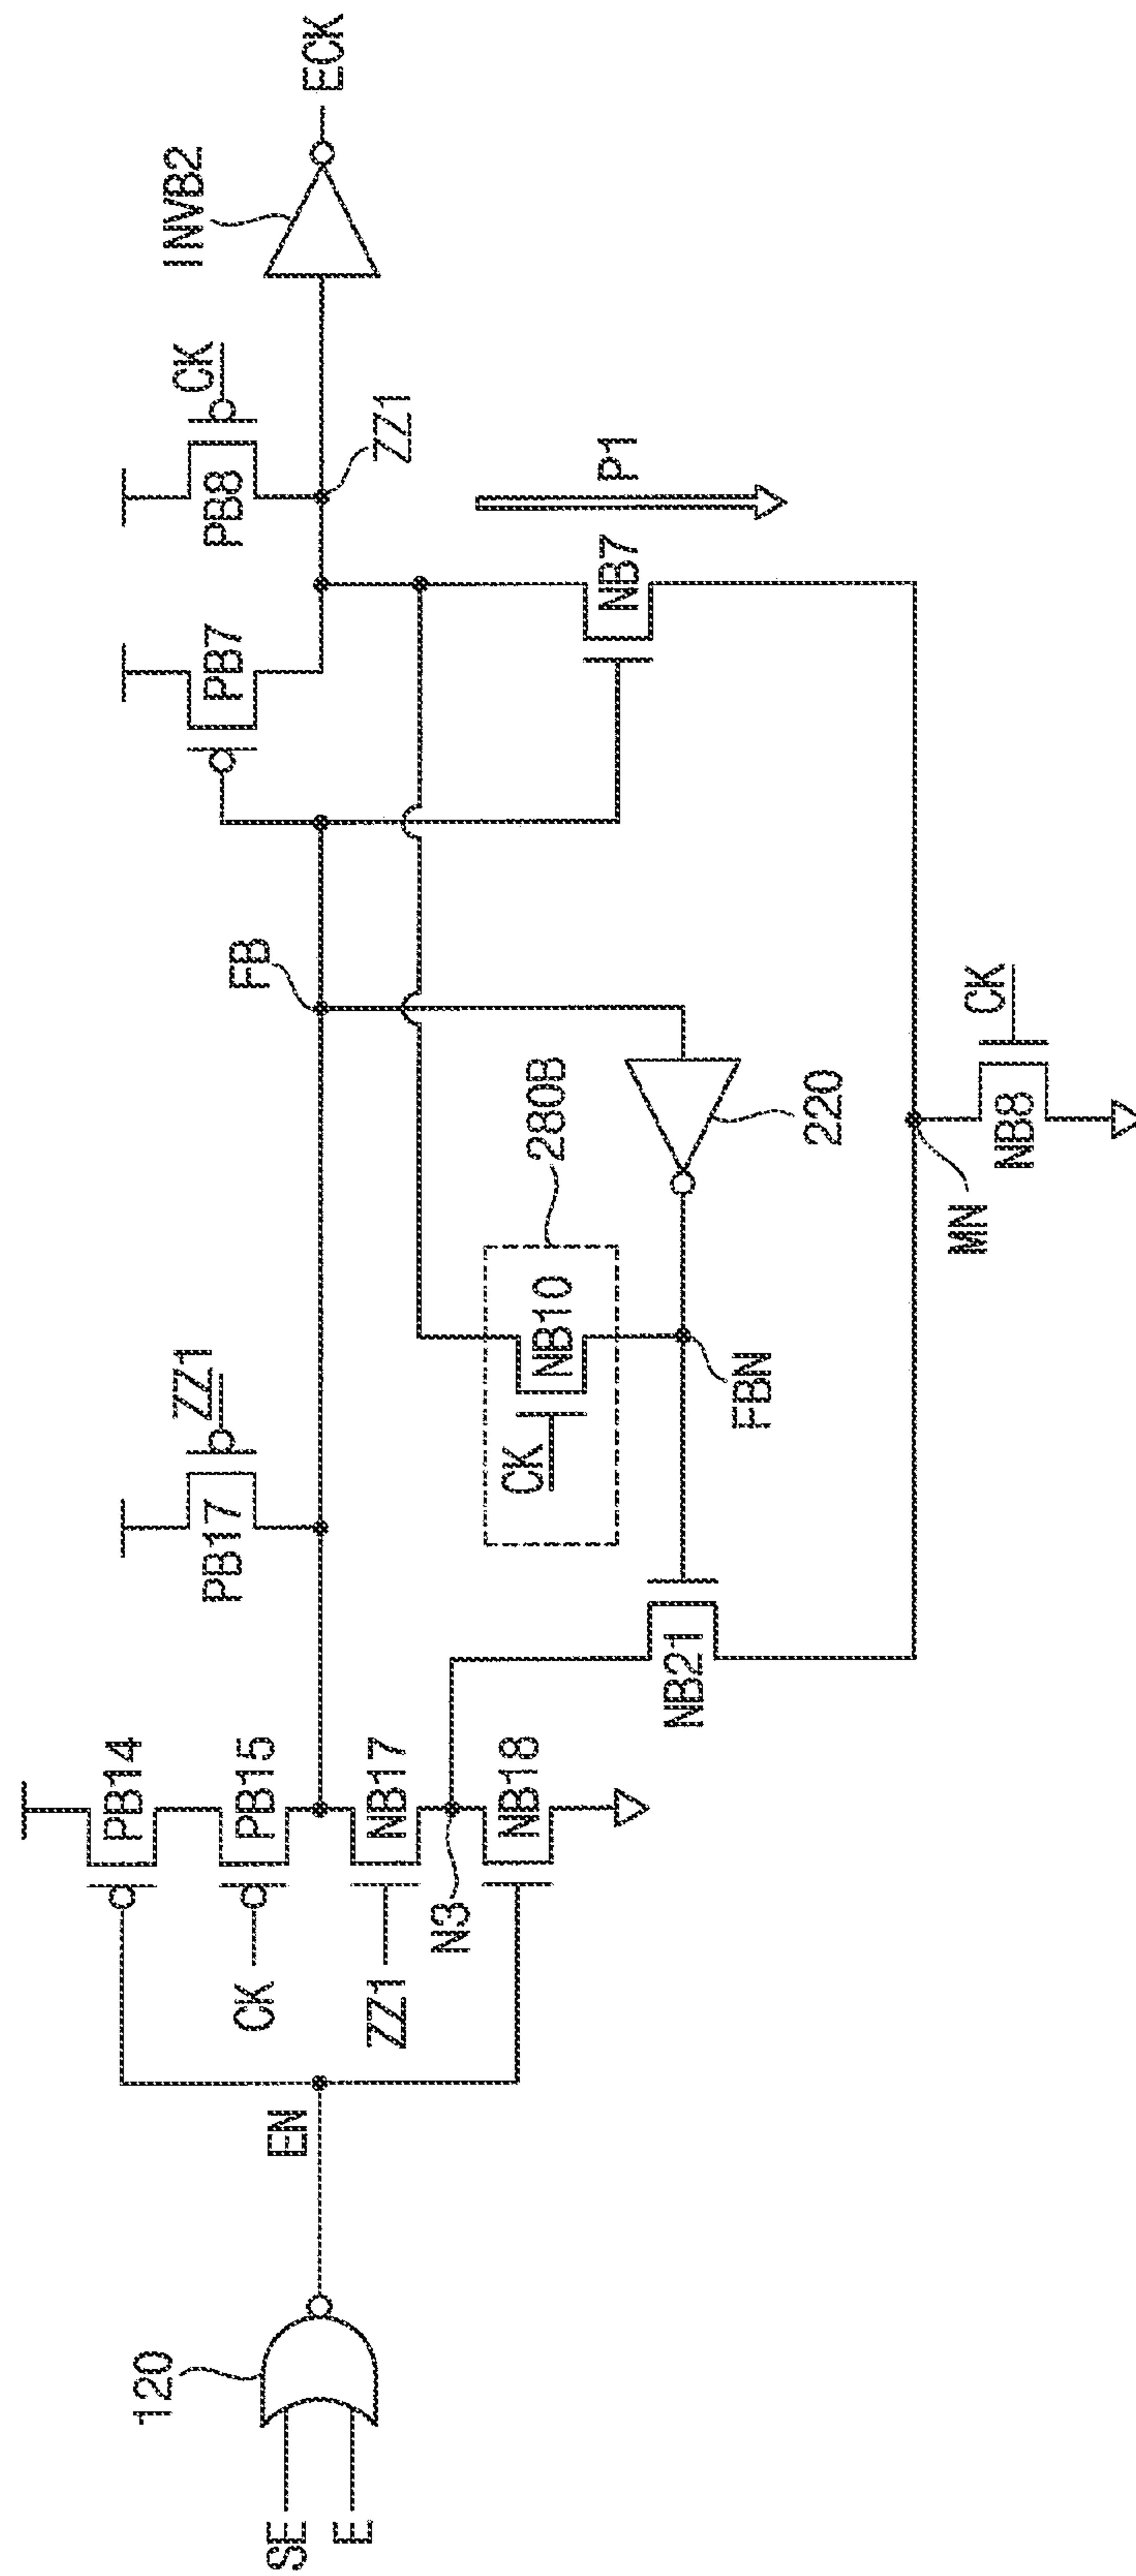 120
SE
E
EN
PB14
CK
PB15
ZZ1
NB17
N3
NB18
PB17
ZZ1
FB
280B
CK
NB10
FBN
220
NB21
MN
NB8
CK
PB7
PB8
CK
ZZ1
NB7
P1
INVB2
ECK